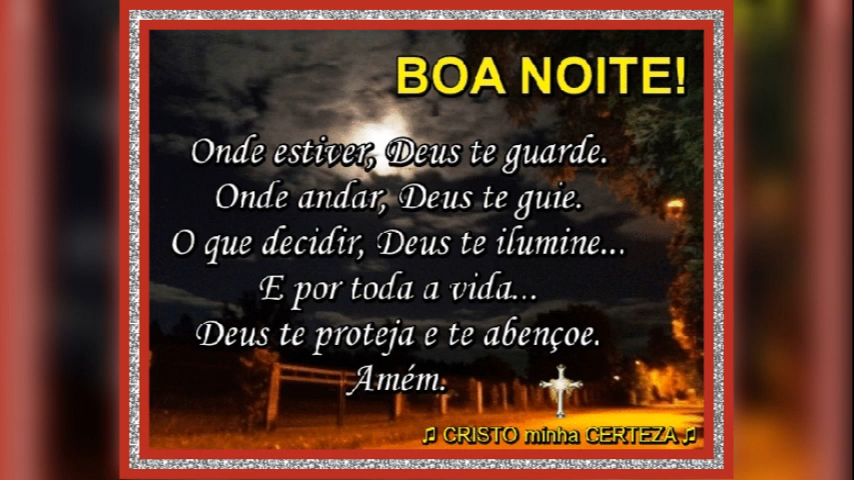 BOA NOITE!
Onde estiver, Deus te guarde.
Onde andar, Deus te guie.
O que decidir, Deus te ilumine...
E por toda a vida...
Deus te proteja e te abençoe.
Amém.
♫ CRISTO minha CERTEZA ♫